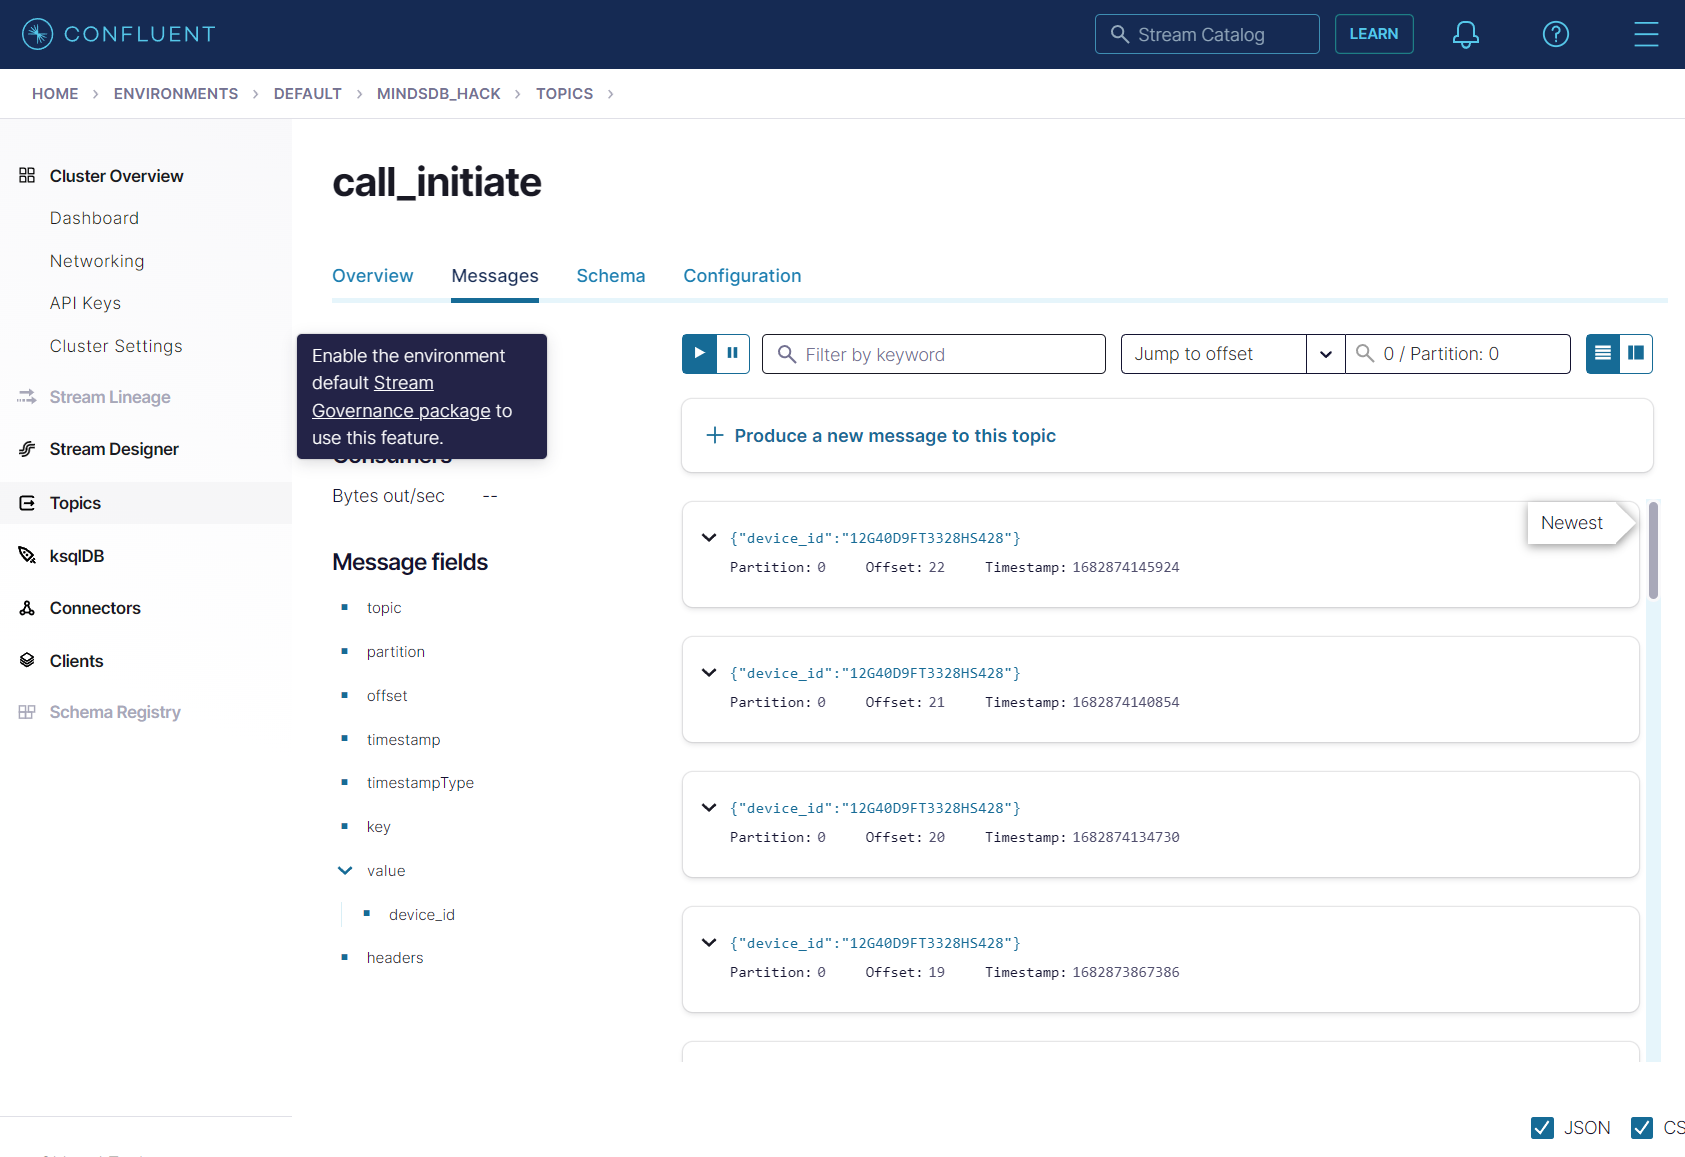 CONFLUENT
Stream Catalog
LEARN
HOME > ENVIRONMENTS > DEFAULT > MINDSDB_HACK > TOPICS >
Cluster Overview
Dashboard
Networking
API Keys
Cluster Settings
Stream Lineage
Stream Designer
Topics
ksqlDB
Connectors
Clients
Schema Registry
call_initiate
Overview Messages Schema Configuration
Enable the environment
default Stream
Governance package to
use this feature.
Consumers
Bytes out/sec --
Message fields
topic
partition
offset
timestamp
timestampType
key
value
device_id
headers
Filter by keyword
Jump to offset
0 / Partition: 0
+ Produce a new message to this topic
Newest
{"device_id":"12G40D9FT3328HS428"}
Partition: 0 Offset: 22 Timestamp: 1682874145924
{"device_id":"12G40D9FT3328HS428"}
Partition: 0 Offset: 21 Timestamp: 1682874140854
{"device_id":"12G40D9FT3328HS428"}
Partition: 0 Offset: 20 Timestamp: 1682874134730
{"device_id":"12G40D9FT3328HS428"}
Partition: 0 Offset: 19 Timestamp: 1682873867386
JSON CS